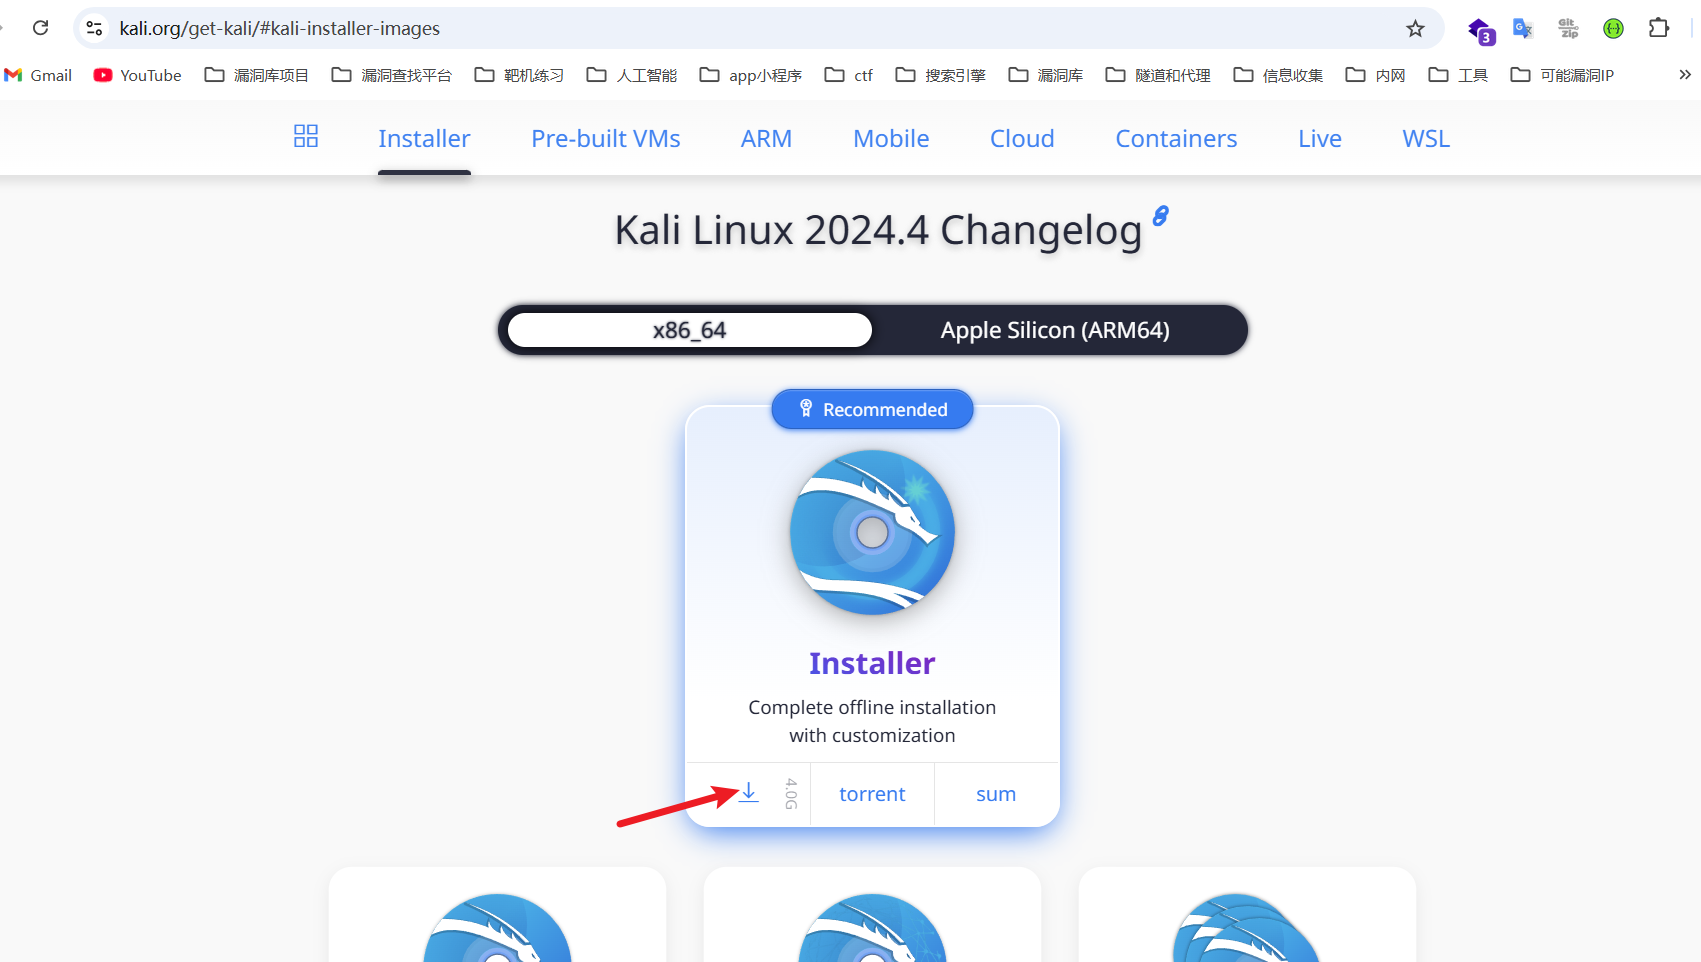 kali.org/get-kali/#kali-installer-images
3
Git Zip
Gmail YouTube 漏洞库项目 漏洞查找平台 靶机练习 人工智能 app小程序 ctf 搜索引擎 漏洞库 隧道和代理 信息收集 内网 工具 可能漏洞IP »
Installer Pre-built VMs ARM Mobile Cloud Containers Live WSL
Kali Linux 2024.4 Changelog
x86_64 Apple Silicon (ARM64)
Recommended
Installer
Complete offline installation
with customization
4.0G torrent sum